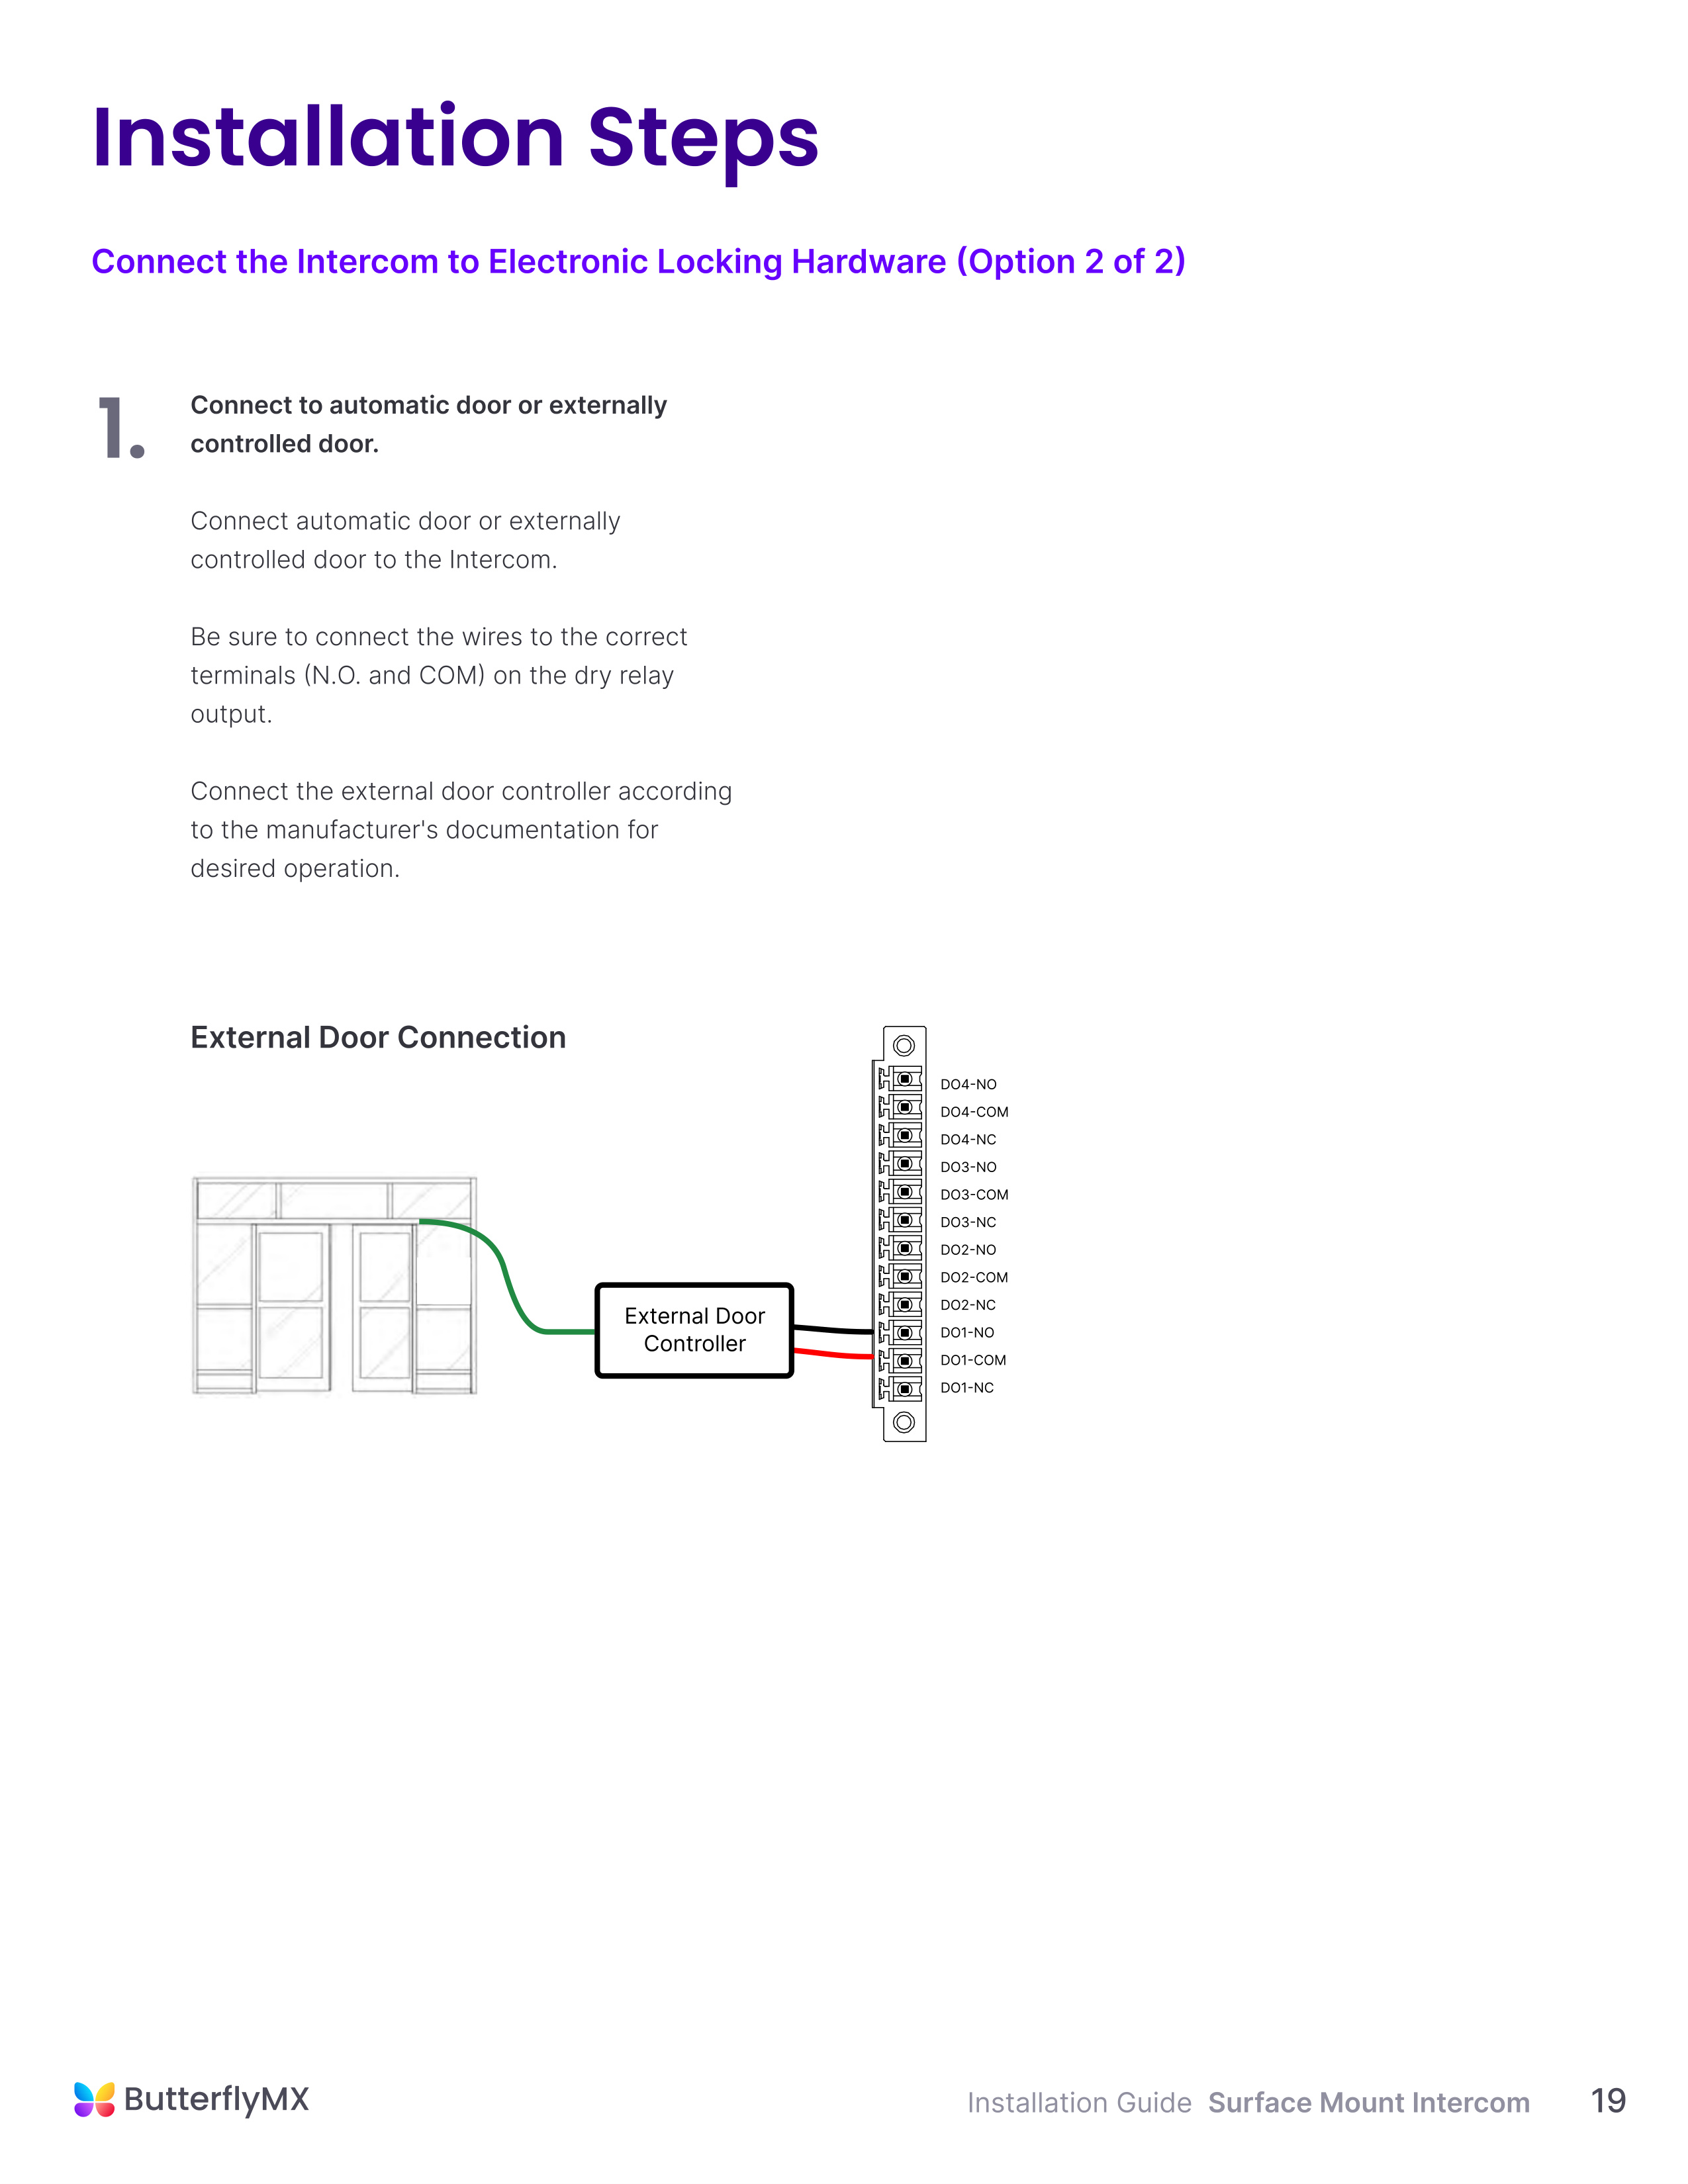 Installation Steps
Connect the Intercom to Electronic Locking Hardware (Option 2 of 2)
1.
Connect to automatic door or externally
controlled door.
Connect automatic door or externally
controlled door to the Intercom.
Be sure to connect the wires to the correct
terminals (N.O. and COM) on the dry relay
output.
Connect the external door controller according
to the manufacturer's documentation for
desired operation.
External Door Connection
External Door
Controller
DO4-NO
DO4-COM
DO4-NC
DO3-NO
DO3-COM
DO3-NC
DO2-NO
DO2-COM
DO2-NC
DO1-NO
DO1-COM
DO1-NC
ButterflyMX
Installation Guide Surface Mount Intercom 19